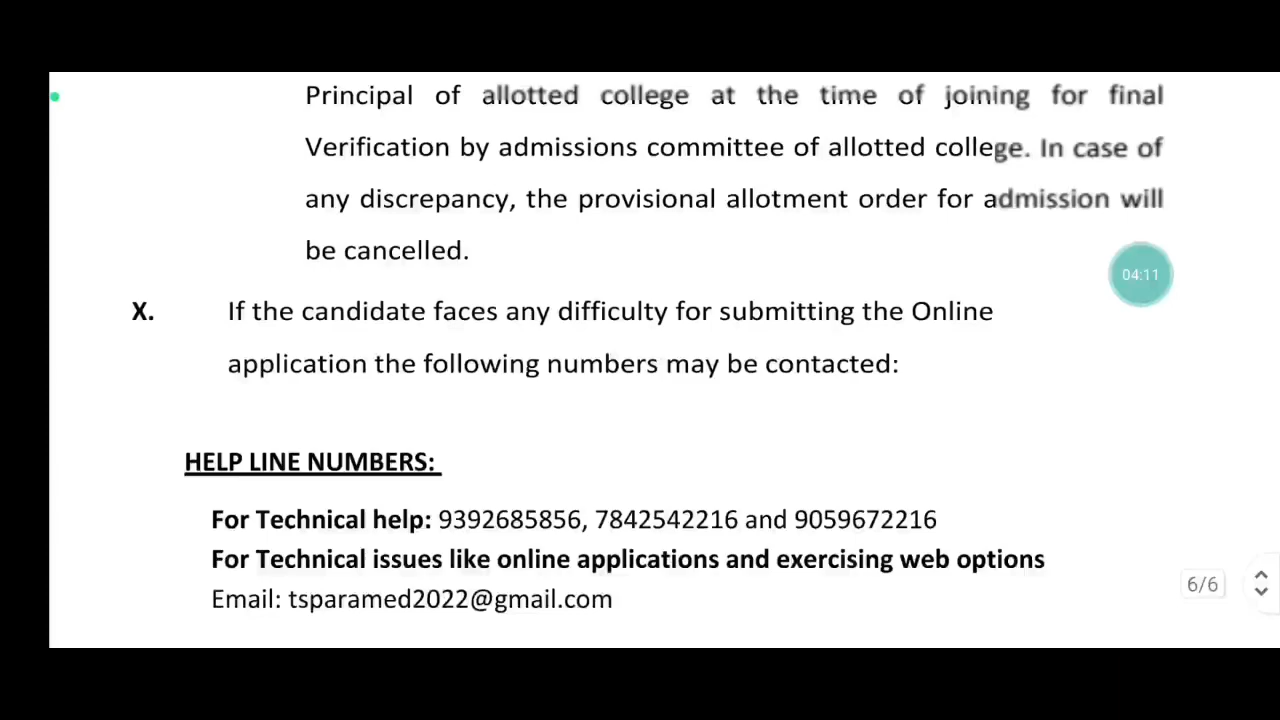 Principal of allotted college at the time of joining for final
Verification by admissions committee of allotted college. In case of
any discrepancy, the provisional allotment order for admission will
be cancelled.
04:11
X. If the candidate faces any difficulty for submitting the Online
application the following numbers may be contacted:
HELP LINE NUMBERS:
For Technical help: 9392685856, 7842542216 and 9059672216
For Technical issues like online applications and exercising web options
6/6
Email: tsparamed2022@gmail.com